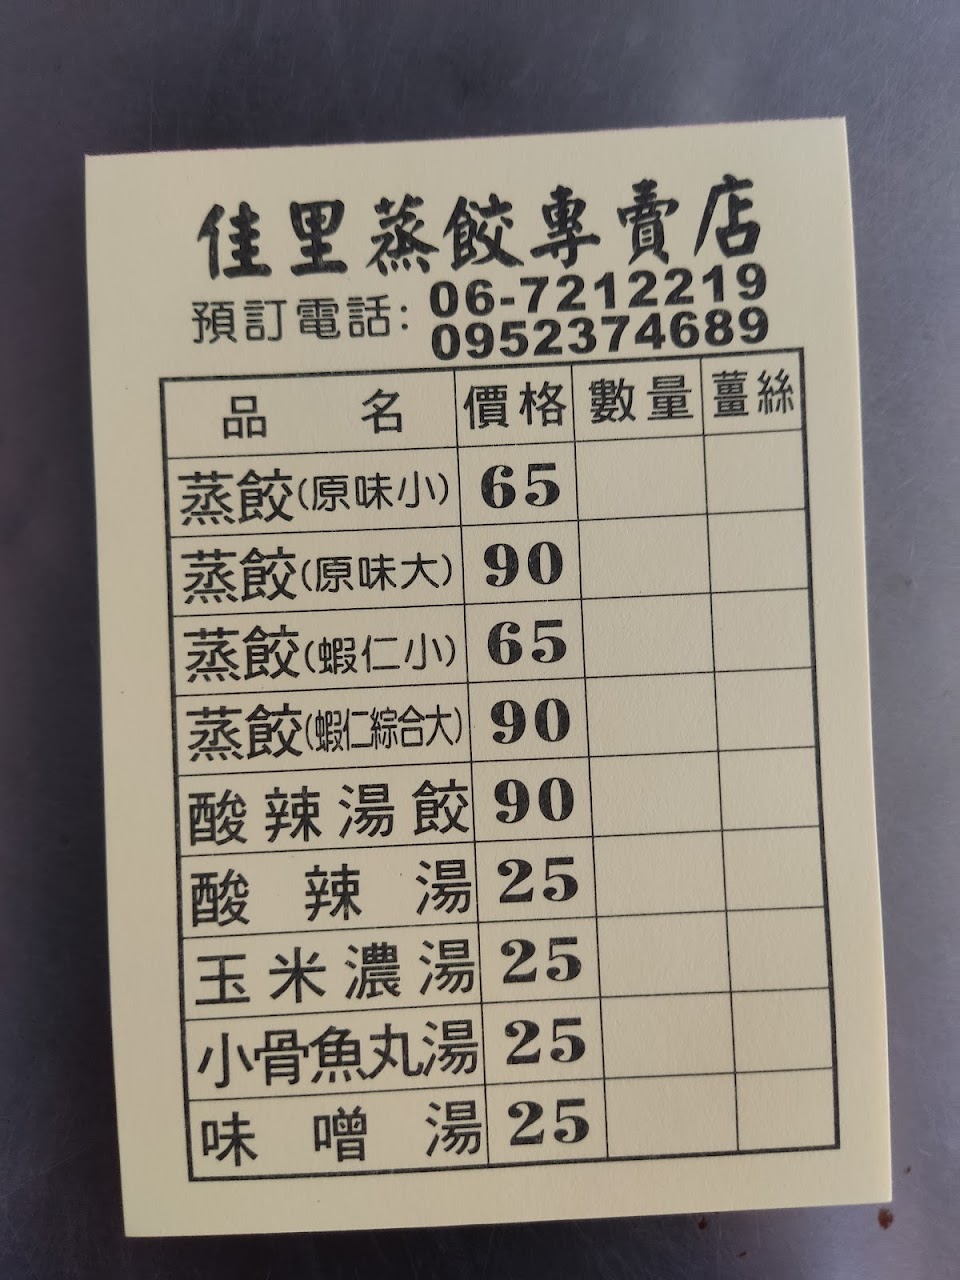 佳里蒸餃專賣店
預訂電話: 06-7212219
0952374689
品名 價格 數量 薑絲
蒸餃(原味小) 65
蒸餃(原味大) 90
蒸餃(蝦仁小) 65
蒸餃(蝦仁綜合大) 90
酸辣湯餃 90
酸辣湯 25
玉米濃湯 25
小骨魚丸湯 25
味噌湯 25